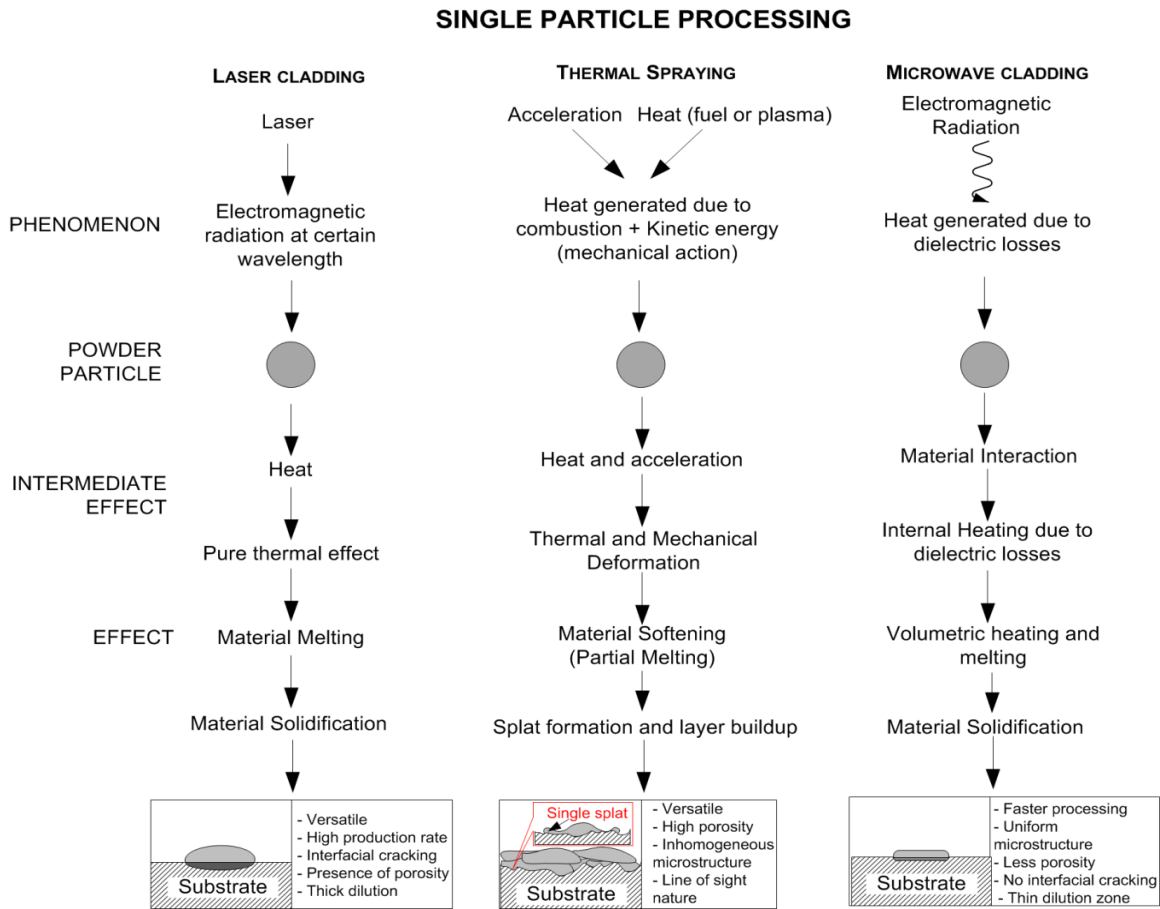 SINGLE PARTICLE PROCESSING
LASER CLADDING
THERMAL SPRAYING
MICROWAVE CLADDING
Laser
Acceleration
Heat (fuel or plasma)
Electromagnetic
Radiation
PHENOMENON
Electromagnetic
radiation at certain
wavelength
Heat generated due to
combustion + Kinetic energy
(mechanical action)
Heat generated due to
dielectric losses
POWDER
PARTICLE
INTERMEDIATE
EFFECT
Heat
Heat and acceleration
Material Interaction
Pure thermal effect
Thermal and Mechanical
Deformation
Internal Heating due to
dielectric losses
EFFECT
Material Melting
Material Softening
(Partial Melting)
Volumetric heating and
melting
Material Solidification
Splat formation and layer buildup
Material Solidification
Substrate
- Versatile
- High production rate
- Interfacial cracking
- Presence of porosity
- Thick dilution
Single splat
Substrate
- Versatile
- High porosity
- Inhomogeneous
microstructure
- Line of sight
nature
Substrate
- Faster processing
- Uniform
microstructure
- Less porosity
- No interfacial cracking
- Thin dilution zone